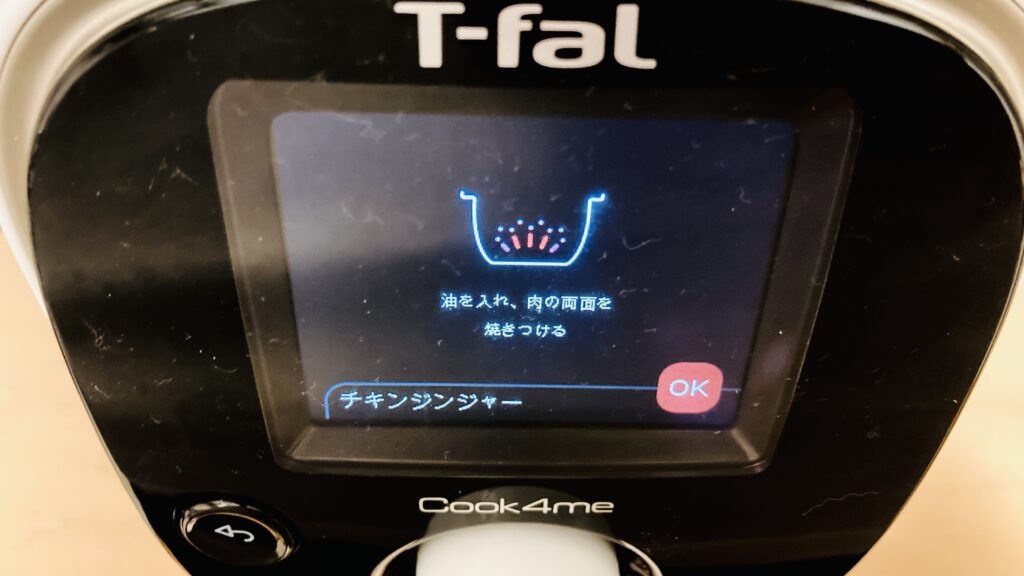 T-fal
油を入れ、肉の両面を
焼きつける
チキンジンジャー
OK
Cook4me